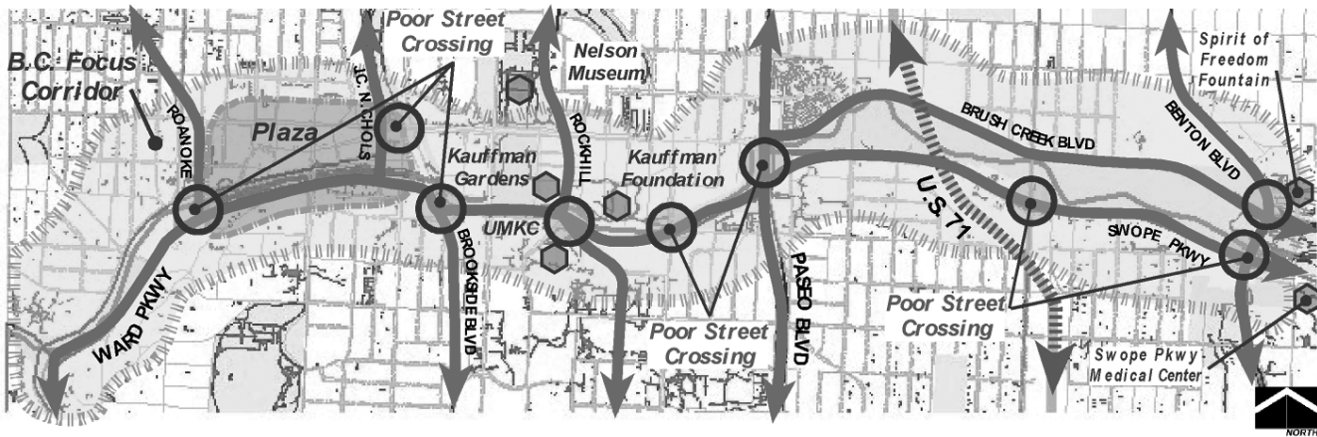 Poor Street
Crossing
B.C. Focus
Corridor
ROANOKE
Plaza
J.C. NICHOLS
Nelson
Museum
ROCKHILL
Kauffman
Gardens
UMKC
Kauffman
Foundation
Spirit of
Freedom
Fountain
BRUSH CREEK BLVD
BENTON BLVD
U.S. 71
SWOPE PKWY
WARD PKWY
BROOKSIDE BLVD
PASEO BLVD
Poor Street
Crossing
Poor Street
Crossing
Swope Pkwy
Medical Center
NORTH